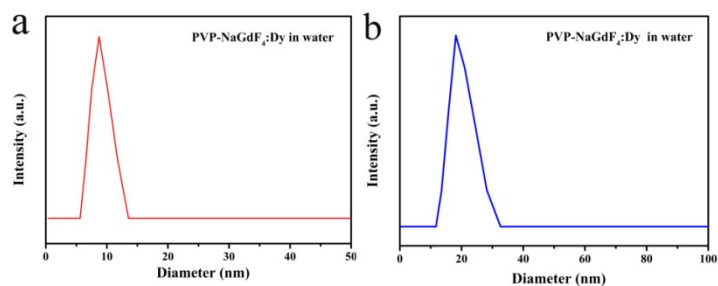 a
PVP-NaGdF₄:Dy in water
Intensity (a.u.)
0 10 20 30 40 50
Diameter (nm)
b
PVP-NaGdF₄:Dy in water
Intensity (a.u.)
0 20 40 60 80 100
Diameter (nm)